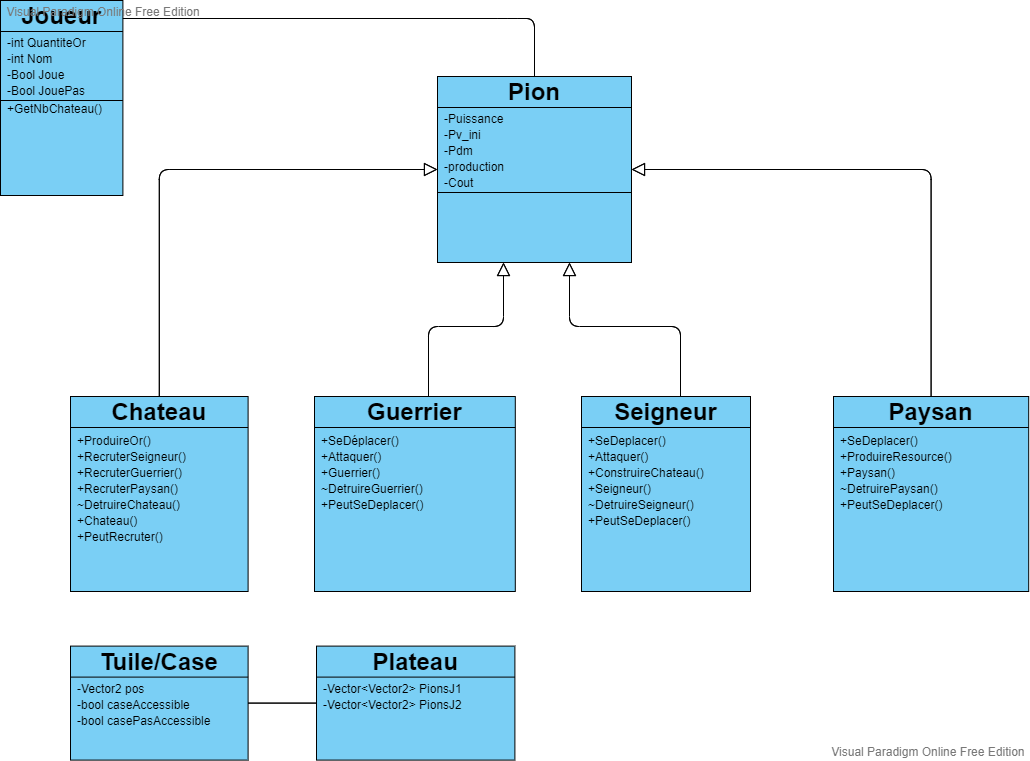 Visual Paradigm Online Free Edition
Joueur
-int QuantiteOr
-int Nom
-Bool Joue
-Bool JouePas
+GetNbChateau()
Pion
-Puissance
-Pv_ini
-Pdm
-production
-Cout
Chateau
+ProduireOr()
+RecruterSeigneur()
+RecruterGuerrier()
+RecruterPaysan()
~DetruireChateau()
+Chateau()
+PeutRecruter()
Guerrier
+SeDéplacer()
+Attaquer()
+Guerrier()
~DetruireGuerrier()
+PeutSeDeplacer()
Seigneur
+SeDeplacer()
+Attaquer()
+ConstruireChateau()
+Seigneur()
~DetruireSeigneur()
+PeutSeDeplacer()
Paysan
+SeDeplacer()
+ProduireResource()
+Paysan()
~DetruirePaysan()
+PeutSeDeplacer()
Tuile/Case
-Vector2 pos
-bool caseAccessible
-bool casePasAccessible
Plateau
-Vector<Vector2> PionsJ1
-Vector<Vector2> PionsJ2
Visual Paradigm Online Free Edition